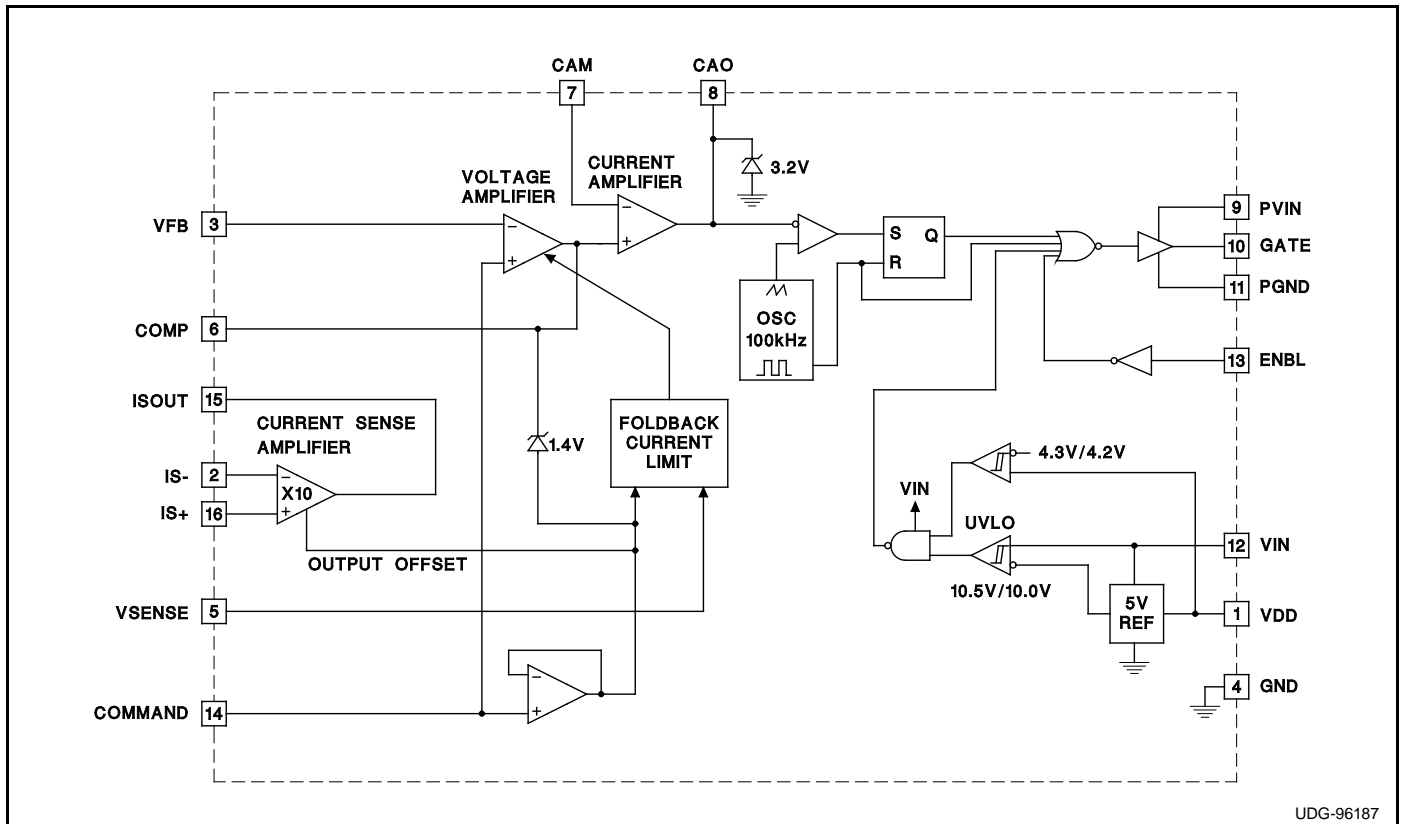 CAM
CAO
7
8
VOLTAGE
AMPLIFIER
CURRENT
AMPLIFIER
3.2V
VFB 3
−
+
−
+
S Q
R
9 PVIN
10 GATE
11 PGND
OSC
100kHz
COMP 6
13 ENBL
ISOUT 15
CURRENT SENSE
AMPLIFIER
1.4V
FOLDBACK
CURRENT
LIMIT
IS- 2
IS+ 16
−
X10
+
OUTPUT OFFSET
4.3V/4.2V
VIN
UVLO
10.5V/10.0V
12 VIN
5V
REF
1 VDD
VSENSE 5
−
+
4 GND
COMMAND 14
UDG-96187